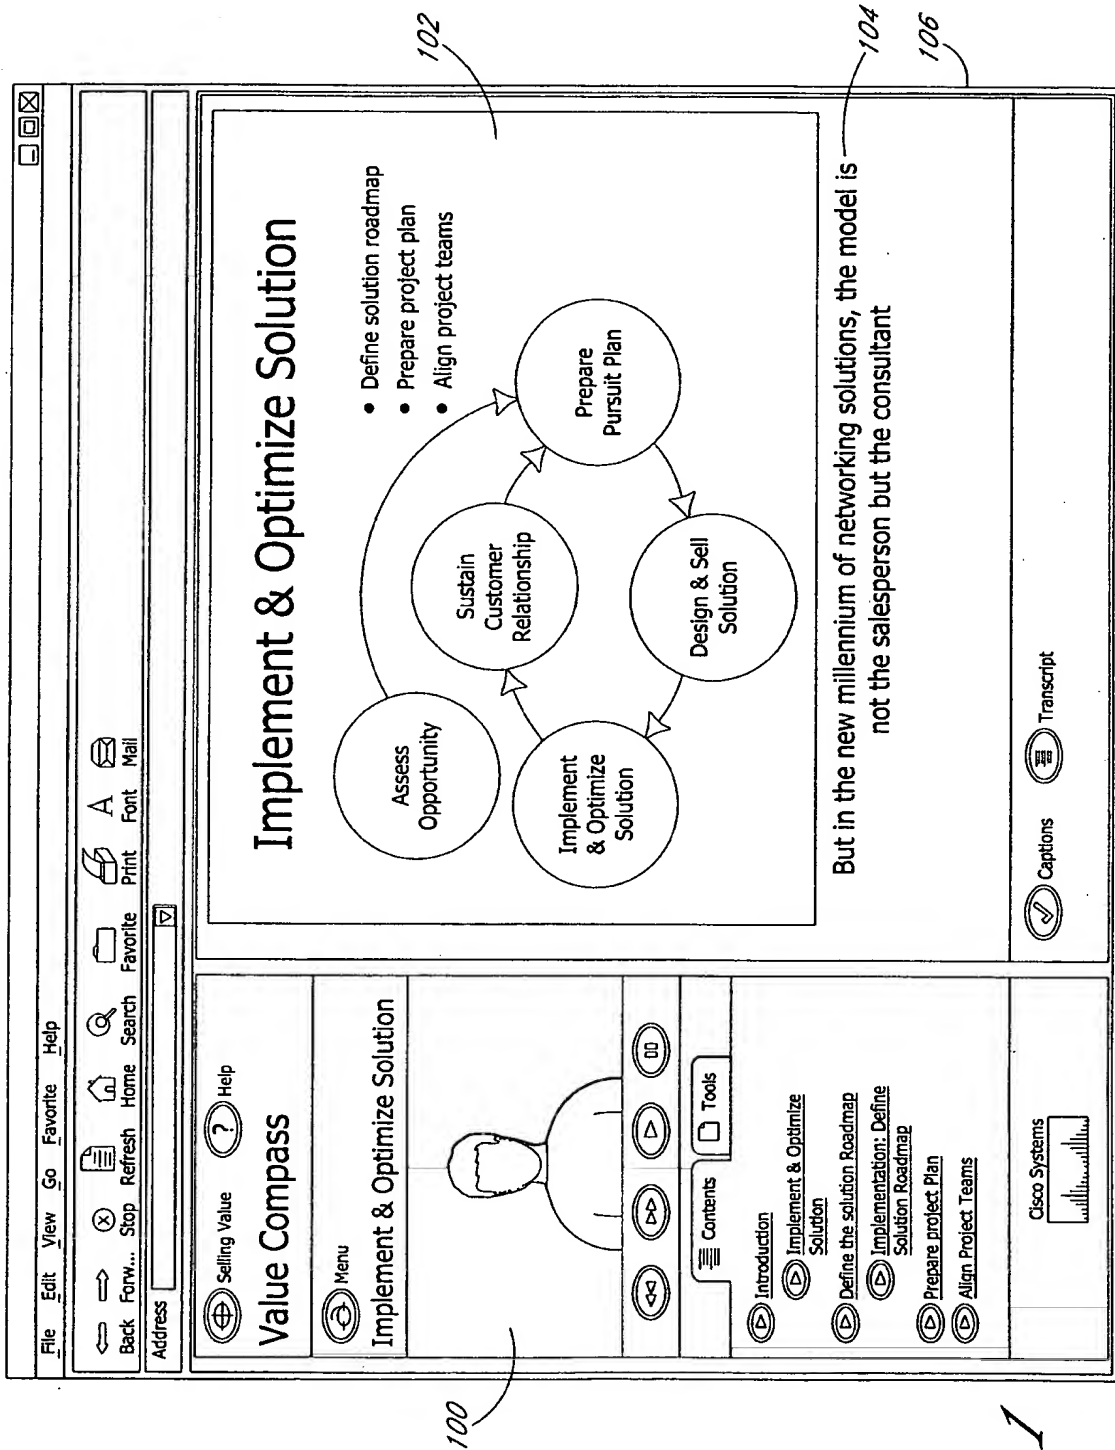 File Edit View Go Favorite Help
Back Forw... Stop Refresh Home Search Favorite Print Font Mail
Address
Selling Value
Help
Value Compass
Menu
Implement & Optimize Solution
Contents
Tools
Introduction
Implement & Optimize
Solution
Define the solution Roadmap
Implementation: Define
Solution Roadmap
Prepare project Plan
Align Project Teams
Cisco Systems
Implement & Optimize Solution
• Define solution roadmap
• Prepare project plan
• Align project teams
Assess
Opportunity
Sustain
Customer
Relationship
Prepare
Pursuit Plan
Implement
& Optimize
Solution
Design & Sell
Solution
But in the new millennium of networking solutions, the model is
not the salesperson but the consultant
Captions
Transcript
100
102
104
106
1